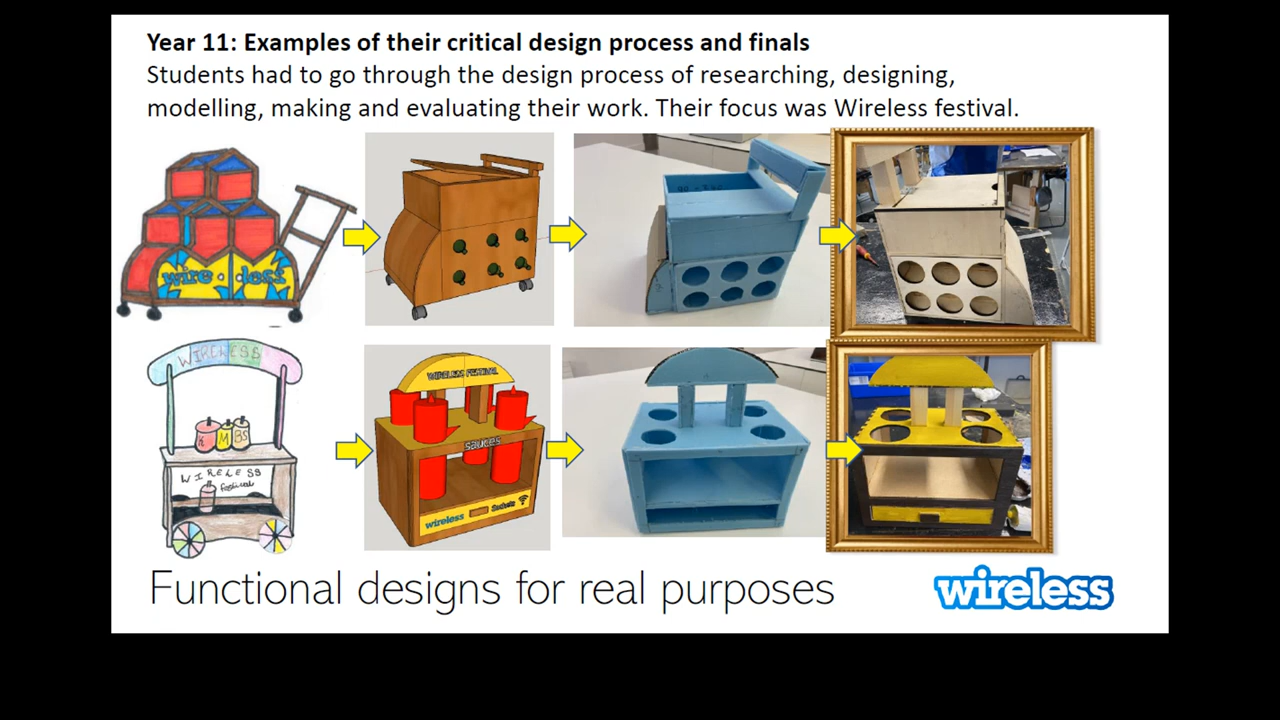 Year 11: Examples of their critical design process and finals
Students had to go through the design process of researching, designing,
modelling, making and evaluating their work. Their focus was Wireless festival.
wire·less
WIRELESS
K M BS
WIRELESS
festival
WIRELESS FESTIVAL
SAUCES
wireless
Functional designs for real purposes
wireless